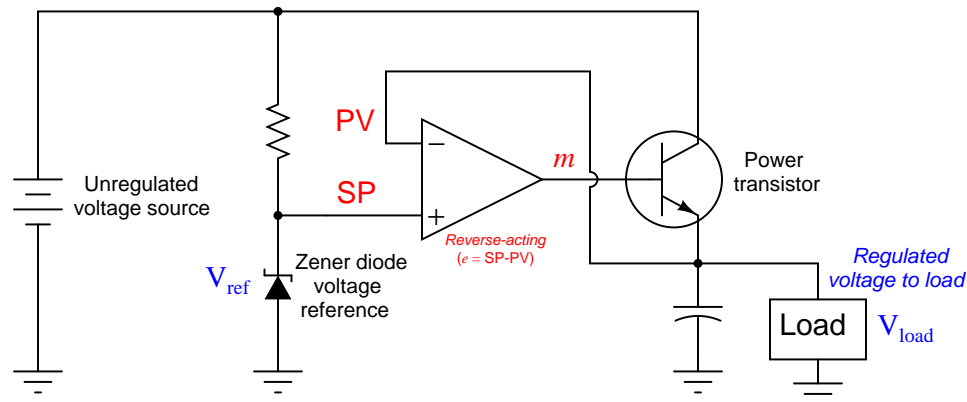 PV
−
m
Power
transistor
Unregulated
voltage source
SP
+
Reverse-acting
(e = SP-PV)
Vref
Zener diode
voltage
reference
Regulated
voltage to load
Load
Vload